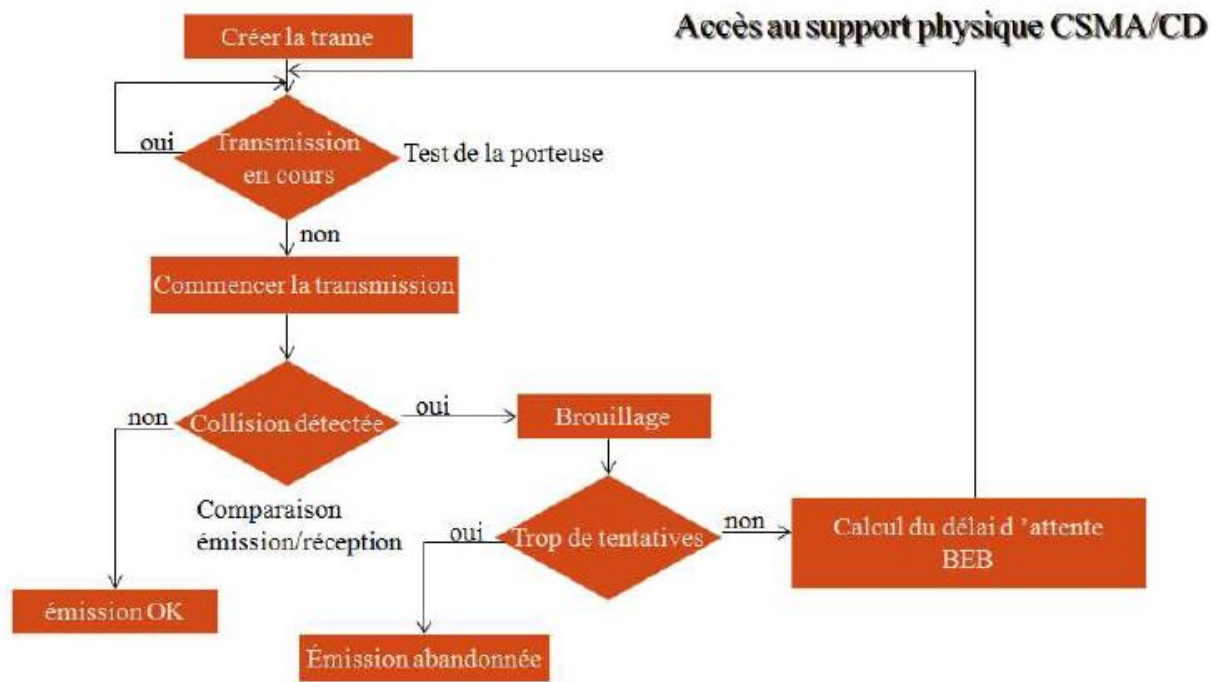 Accès au support physique CSMA/CD
Créer la trame
oui
Transmission
en cours
Test de la porteuse
non
Commencer la transmission
non
Collision détectée
oui
Brouillage
Comparaison
émission/réception
oui
Trop de tentatives
non
Calcul du délai d ’attente
BEB
émission OK
Émission abandonnée